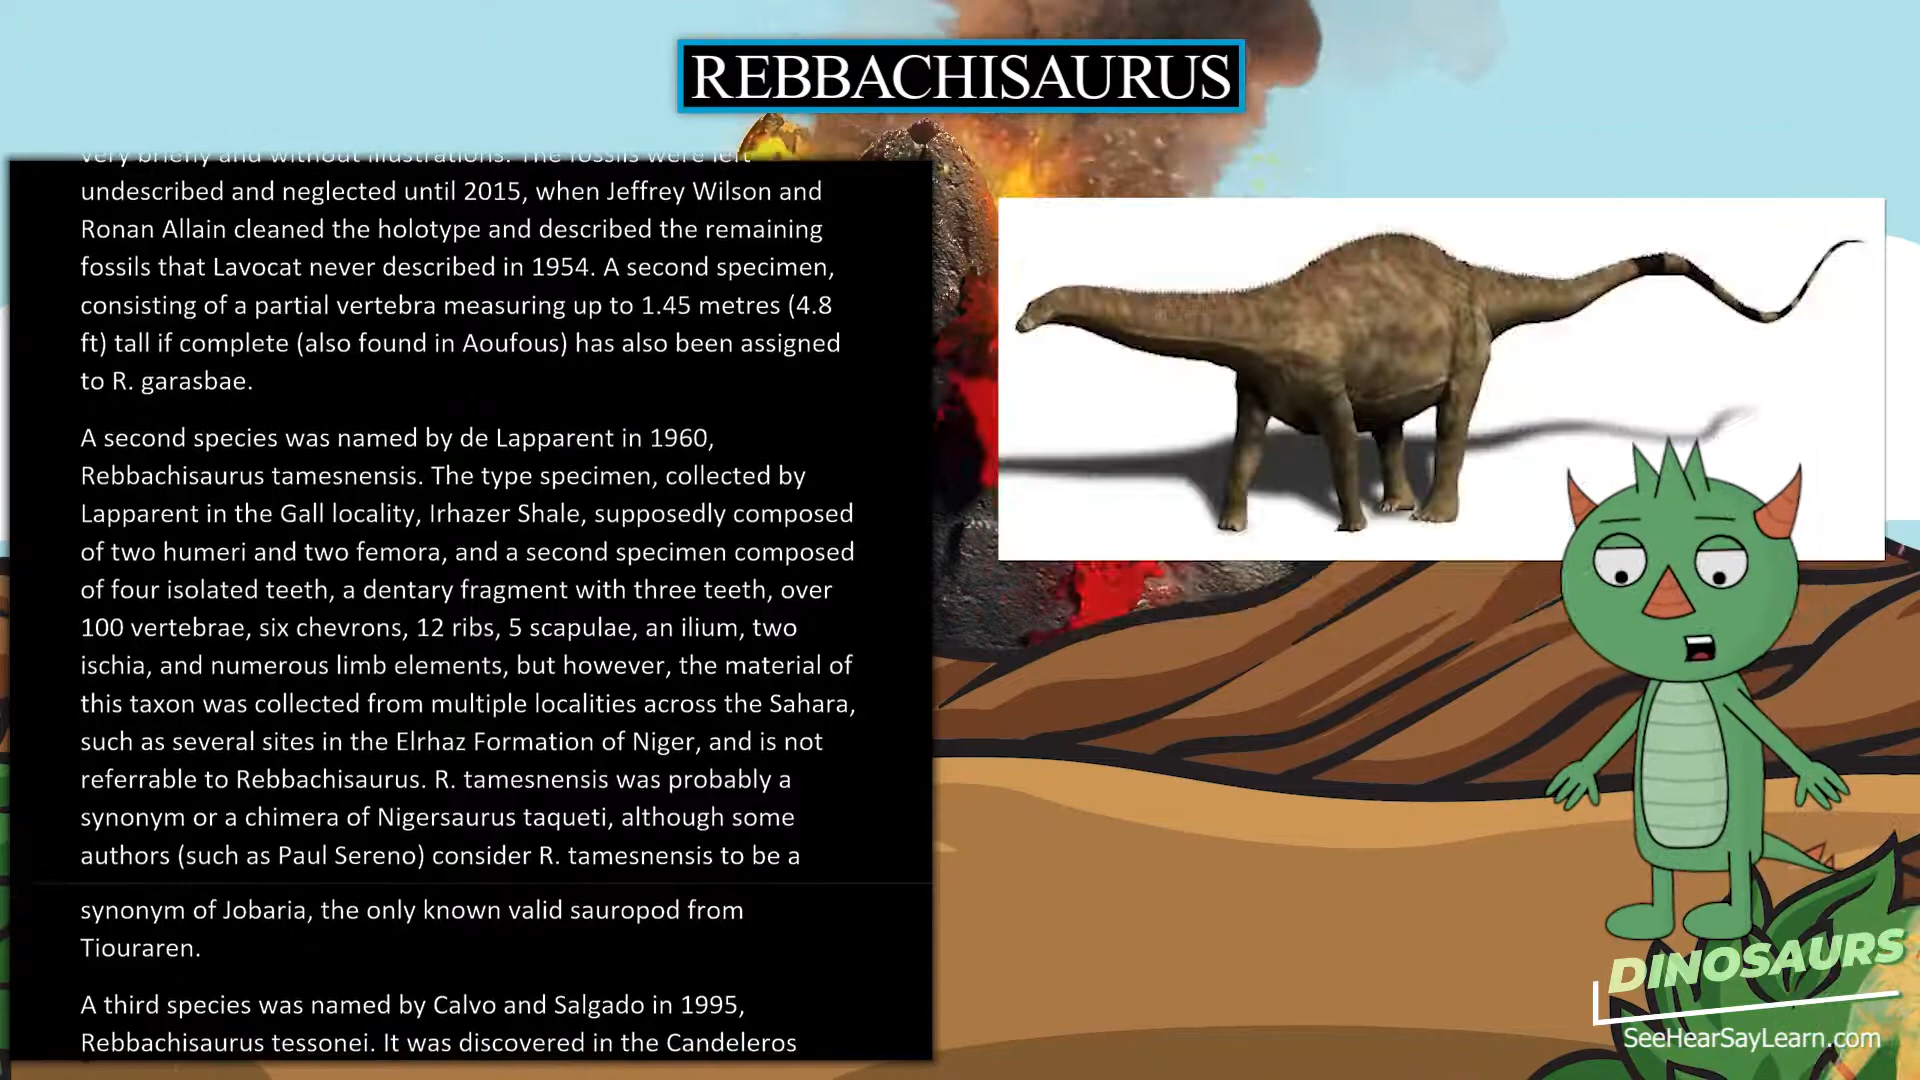 REBBACHISAURUS
very briefly and without illustrations. The fossils were left
undescribed and neglected until 2015, when Jeffrey Wilson and
Ronan Allain cleaned the holotype and described the remaining
fossils that Lavocat never described in 1954. A second specimen,
consisting of a partial vertebra measuring up to 1.45 metres (4.8
ft) tall if complete (also found in Aoufous) has also been assigned
to R. garasbae.
A second species was named by de Lapparent in 1960,
Rebbachisaurus tamesnensis. The type specimen, collected by
Lapparent in the Gall locality, Irhazer Shale, supposedly composed
of two humeri and two femora, and a second specimen composed
of four isolated teeth, a dentary fragment with three teeth, over
100 vertebrae, six chevrons, 12 ribs, 5 scapulae, an ilium, two
ischia, and numerous limb elements, but however, the material of
this taxon was collected from multiple localities across the Sahara,
such as several sites in the Elrhaz Formation of Niger, and is not
referrable to Rebbachisaurus. R. tamesnensis was probably a
synonym or a chimera of Nigersaurus taqueti, although some
authors (such as Paul Sereno) consider R. tamesnensis to be a
synonym of Jobaria, the only known valid sauropod from
Tiouraren.
A third species was named by Calvo and Salgado in 1995,
Rebbachisaurus tessonei. It was discovered in the Candeleros
DINOSAURS
SeeHearSayLearn.com